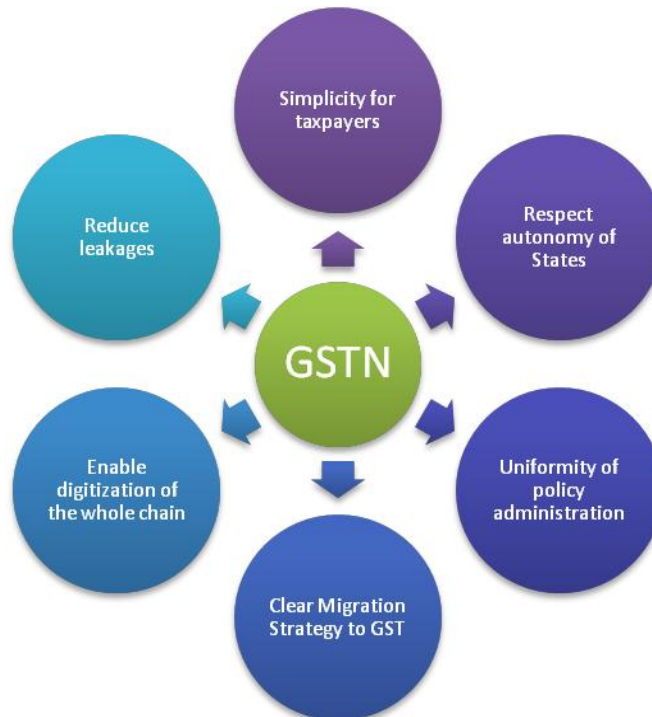 Simplicity for
taxpayers
Respect
autonomy of
States
Uniformity of
policy
administration
Clear Migration
Strategy to GST
Enable
digitization of
the whole chain
Reduce
leakages
GSTN